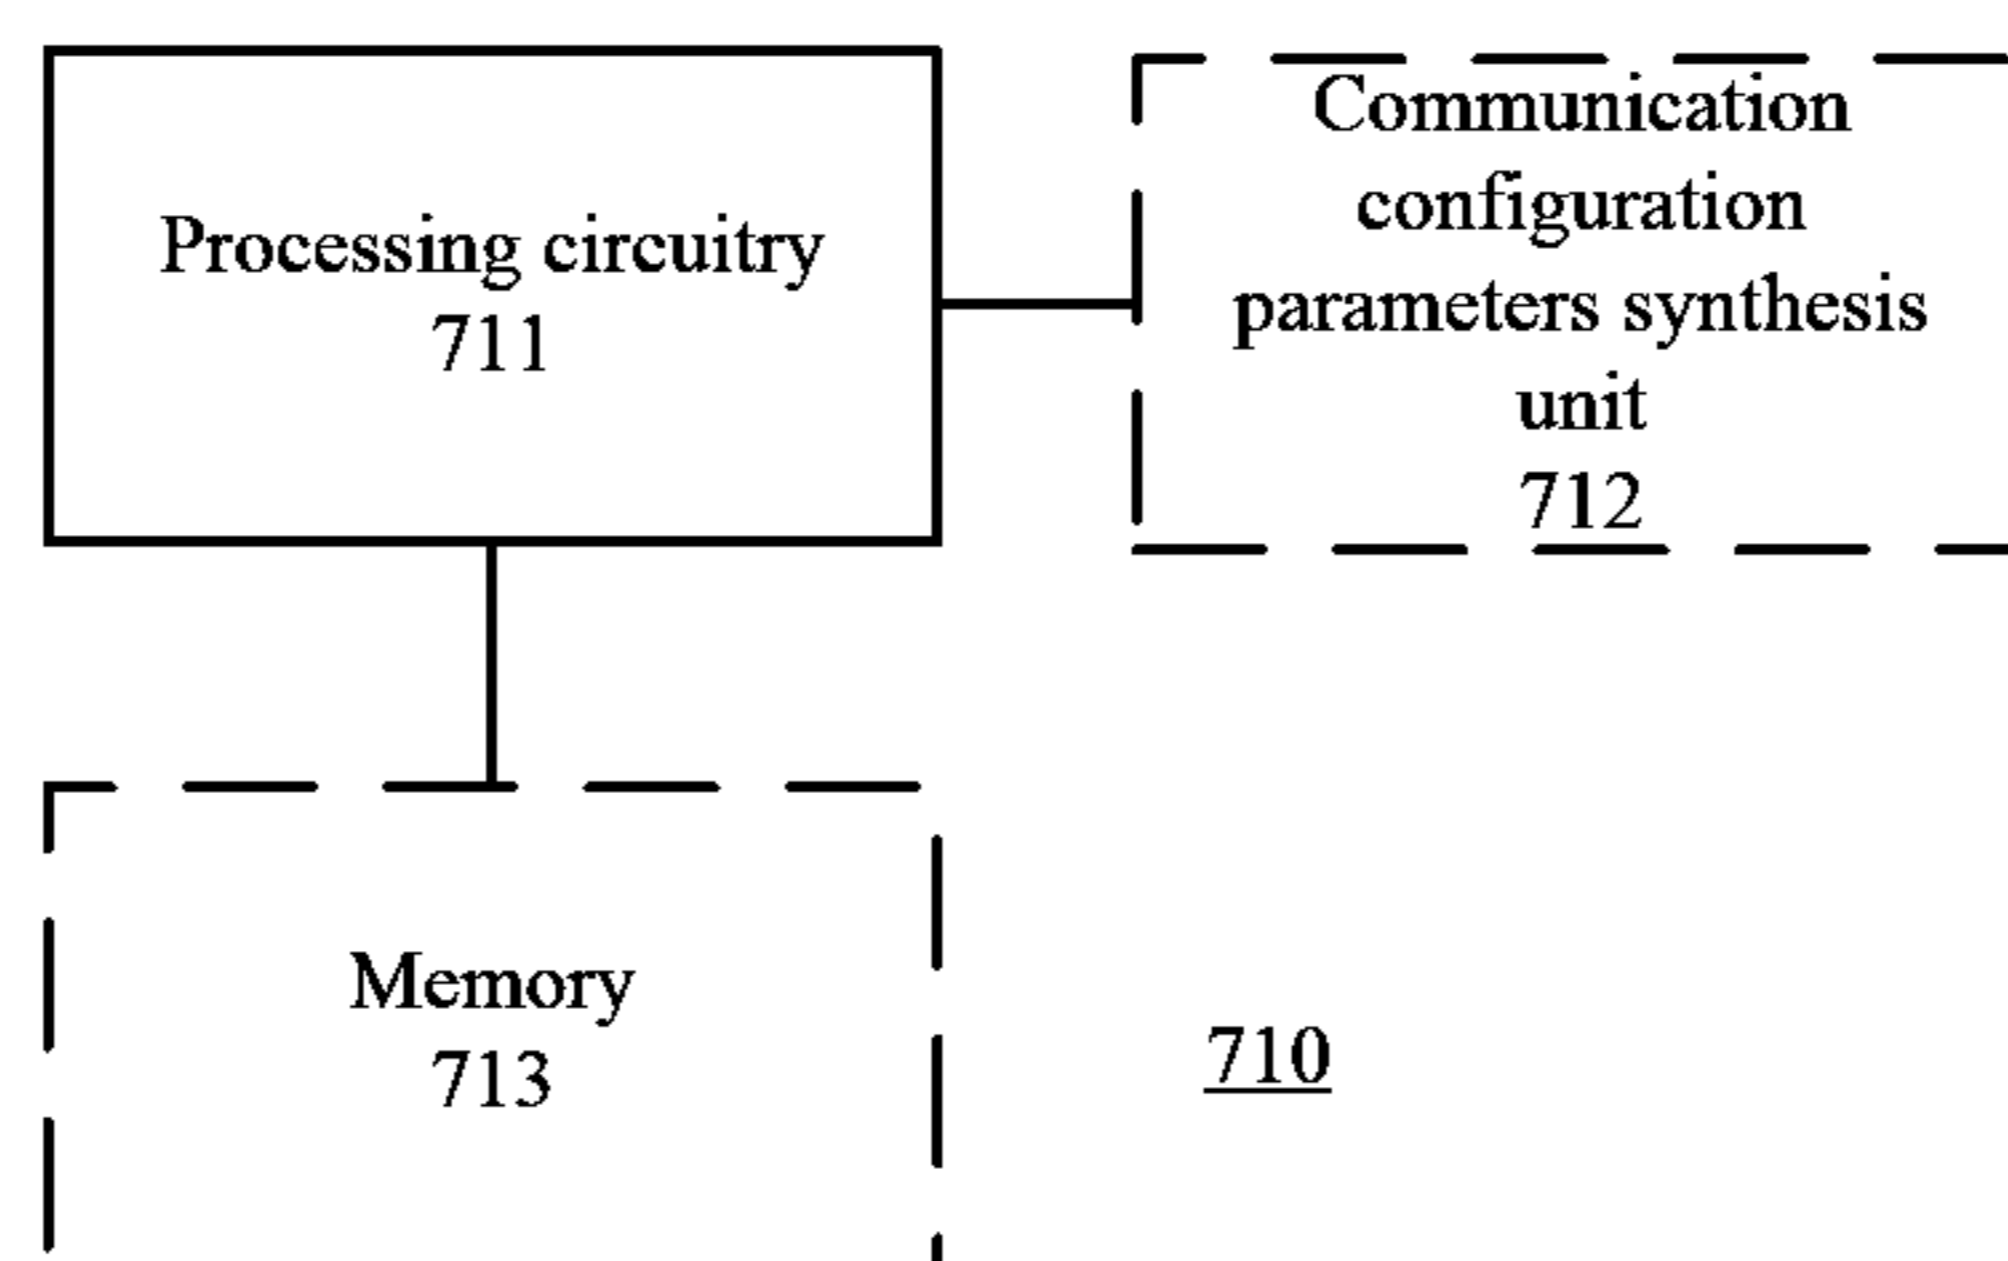 Processing circuitry
711
Communication
configuration
parameters synthesis
unit
712
Memory
713
710